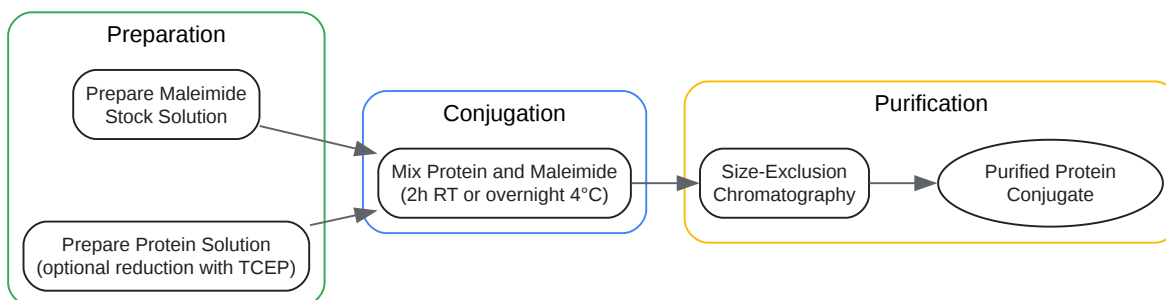 Preparation
Prepare Maleimide
Stock Solution
Prepare Protein Solution
(optional reduction with TCEP)
Conjugation
Mix Protein and Maleimide
(2h RT or overnight 4°C)
Purification
Size-Exclusion
Chromatography
Purified Protein
Conjugate